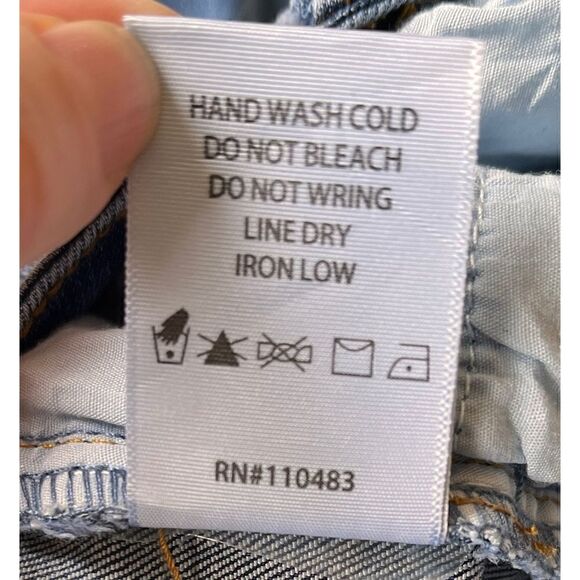 HAND WASH COLD
DO NOT BLEACH
DO NOT WRING
LINE DRY
IRON LOW
RN#110483